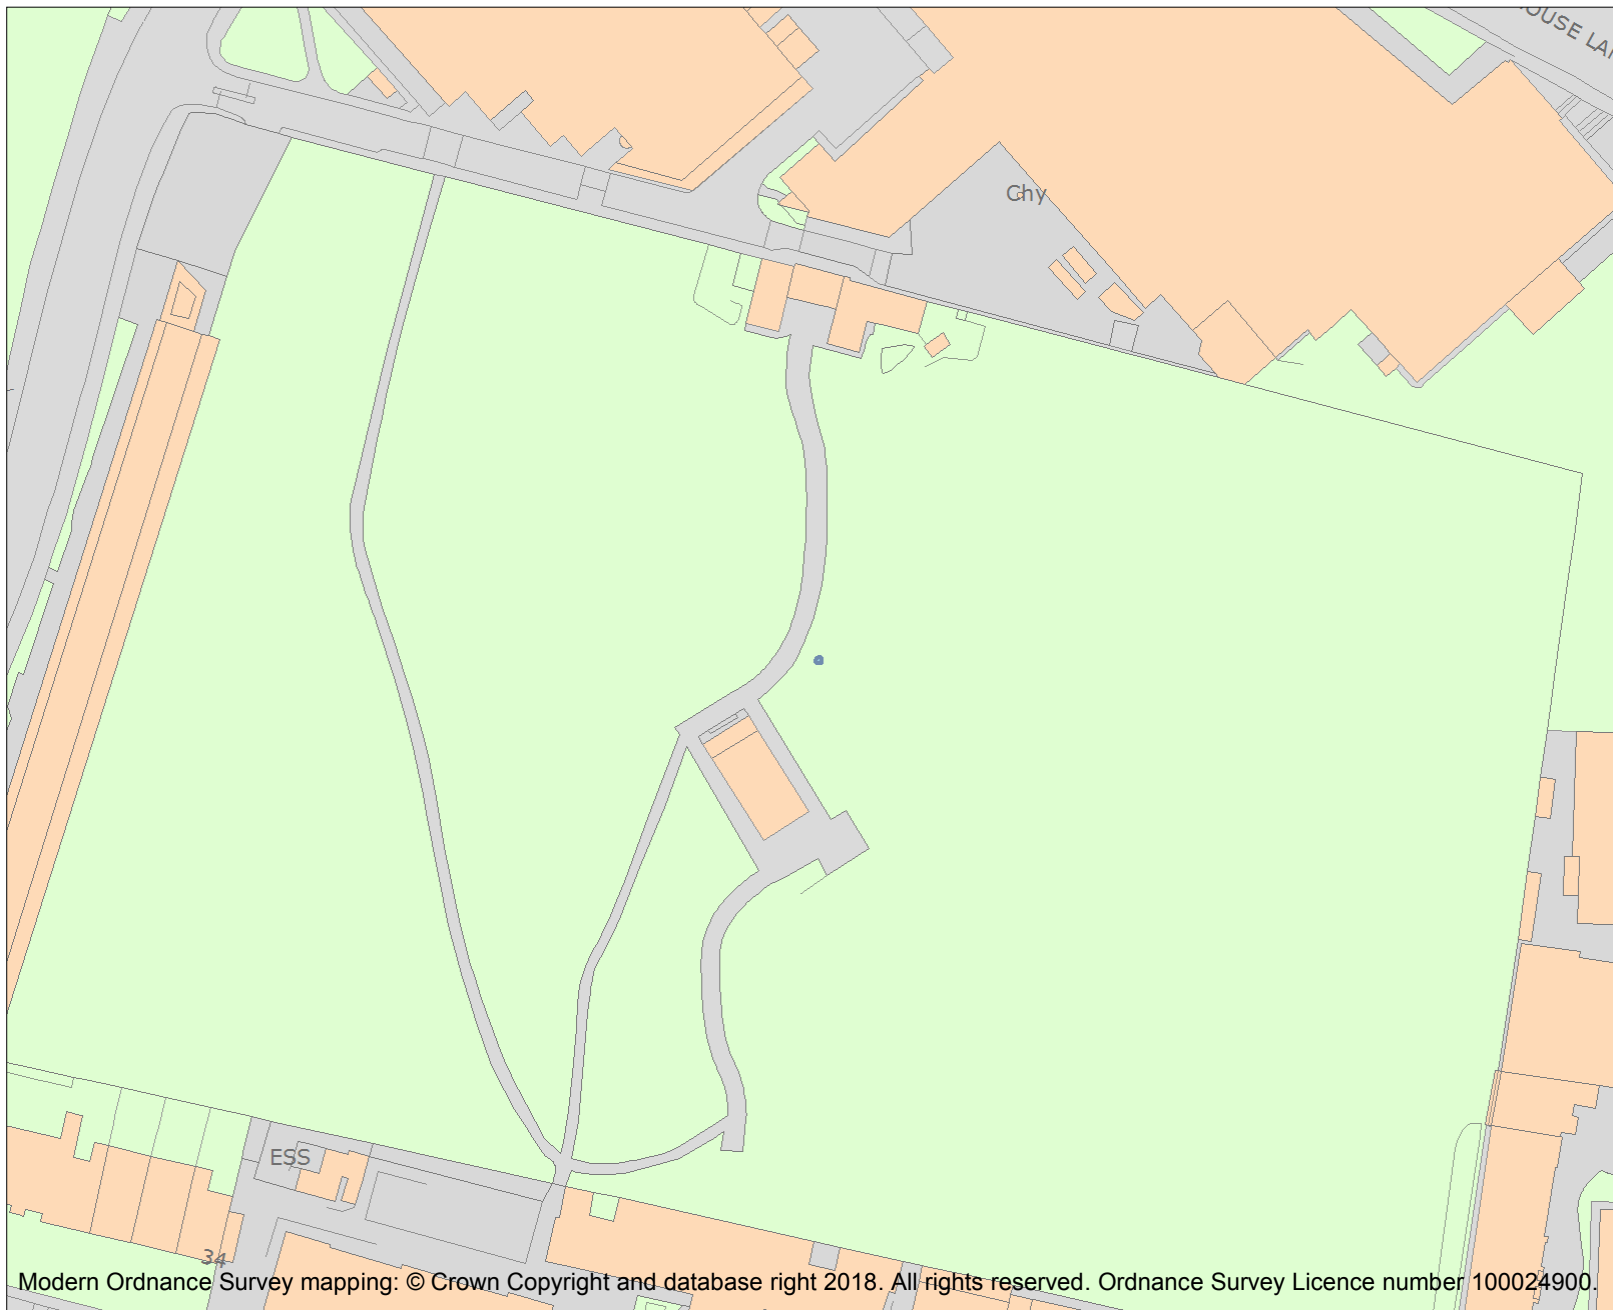 OUSE LA
Chy
ESS
34
Modern Ordnance Survey mapping: © Crown Copyright and database right 2018. All rights reserved. Ordnance Survey Licence number 100024900.